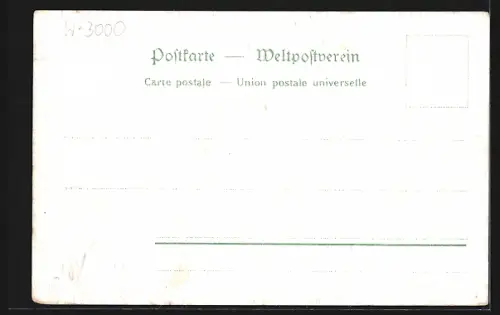 W-3000
Postkarte — Weltpostverein
Carte postale — Union postale universelle